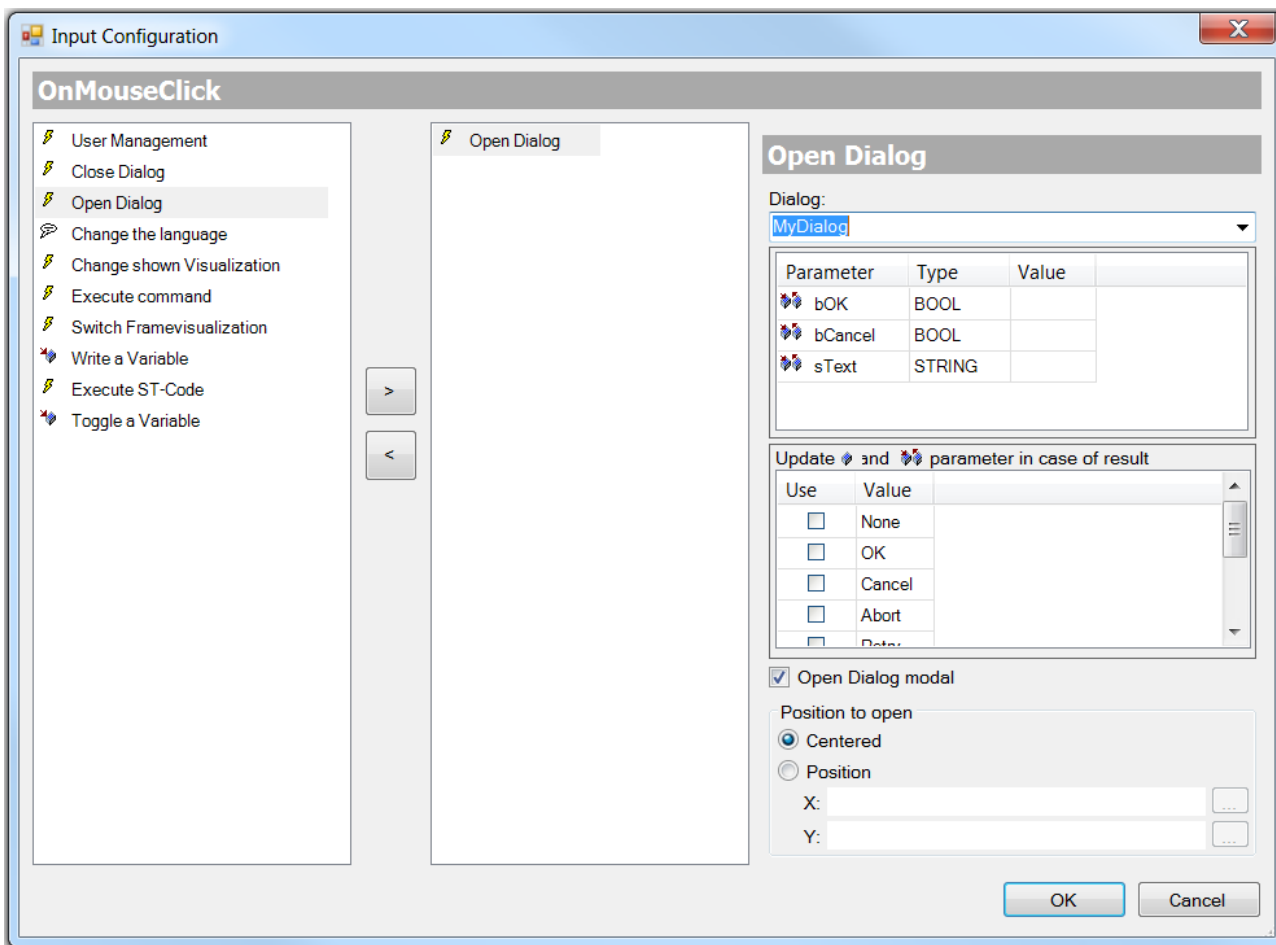 Input Configuration
X
OnMouseClick
User Management
Close Dialog
Open Dialog
Change the language
Change shown Visualization
Execute command
Switch Framevisualization
Write a Variable
Execute ST-Code
Toggle a Variable
>
<
Open Dialog
Open Dialog
Dialog:
MyDialog
Parameter Type Value
bOK BOOL
bCancel BOOL
sText STRING
Update and parameter in case of result
Use Value
None
OK
Cancel
Abort
Retry
Open Dialog modal
Position to open
Centered
Position
X: ...
Y: ...
OK Cancel